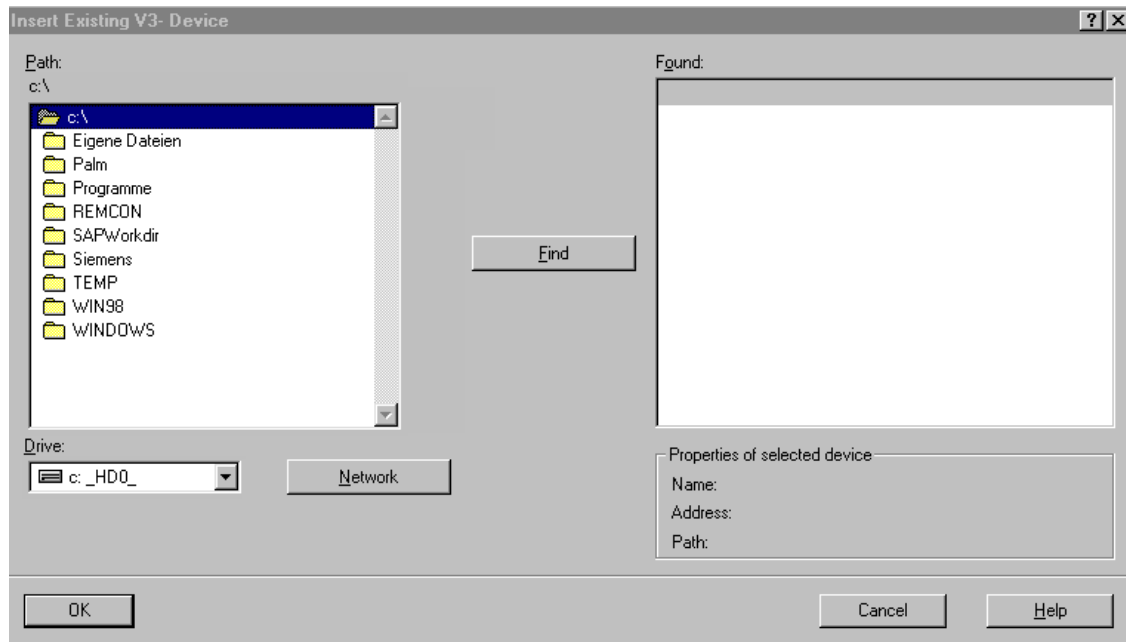 Insert Existing V3- Device
Path:
c:\
c:\
Eigene Dateien
Palm
Programme
REMCON
SAPWorkdir
Siemens
TEMP
WIN98
WINDOWS
Drive:
c: _HD0_
Network
Find
Found:
Properties of selected device
Name:
Address:
Path:
OK
Cancel
Help